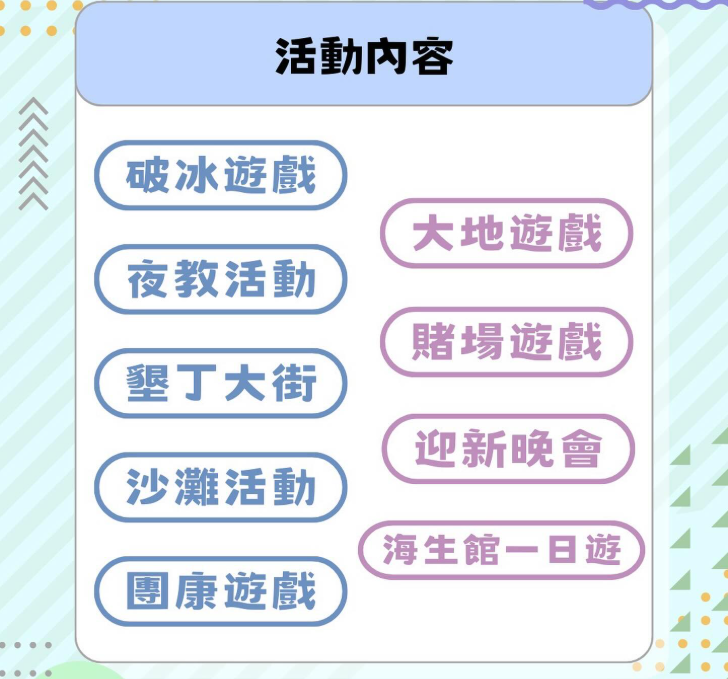 活動內容
破冰遊戲
夜教活動
墾丁大街
沙灘活動
團康遊戲
大地遊戲
賭場遊戲
迎新晚會
海生館一日遊